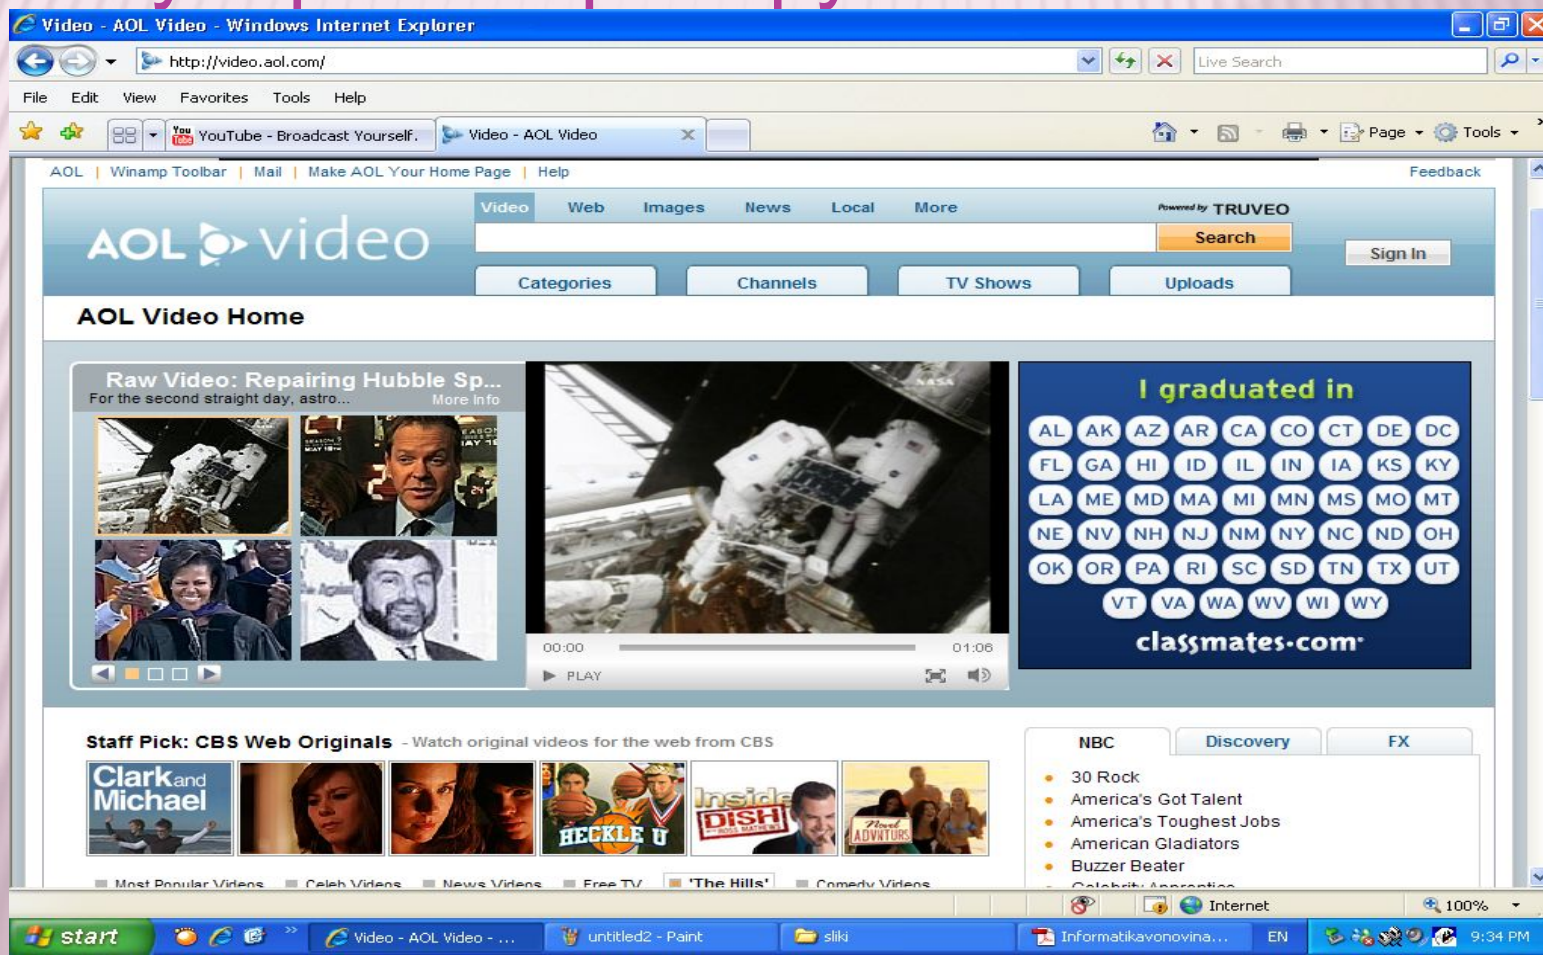 Video - AOL Video - Windows Internet Explorer
http://video.aol.com/
Live Search
File Edit View Favorites Tools Help
You Tube YouTube - Broadcast Yourself. Video - AOL Video
Page Tools
AOL | Winamp Toolbar | Mail | Make AOL Your Home Page | Help
Feedback
Video Web Images News Local More
Powered by TRUVEO
AOL video
Search
Sign In
Categories Channels TV Shows Uploads
AOL Video Home
Raw Video: Repairing Hubble Sp...
For the second straight day, astro... More Info
NASA
00:00 01:06
PLAY
I graduated in
AL AK AZ AR CA CO CT DE DC
FL GA HI ID IL IN IA KS KY
LA ME MD MA MI MN MS MO MT
NE NV NH NJ NM NY NC ND OH
OK OR PA RI SC SD TN TX UT
VT VA WA WV WI WY
classmates.com
Staff Pick: CBS Web Originals - Watch original videos for the web from CBS
Clark and
Michael
HECKLE U
Inside
DISH
WITH ROSS MATHEWS
Novel
ADVNTURS
NBC Discovery FX
30 Rock
America's Got Talent
America's Toughest Jobs
American Gladiators
Buzzer Beater
Celebrity Apprentice
Most Popular Videos Celeb Videos News Videos Free TV 'The Hills' Comedy Videos
Internet 100%
start Video - AOL Video - ... untitled2 - Paint sliki Informatikavonovina... EN 9:34 PM